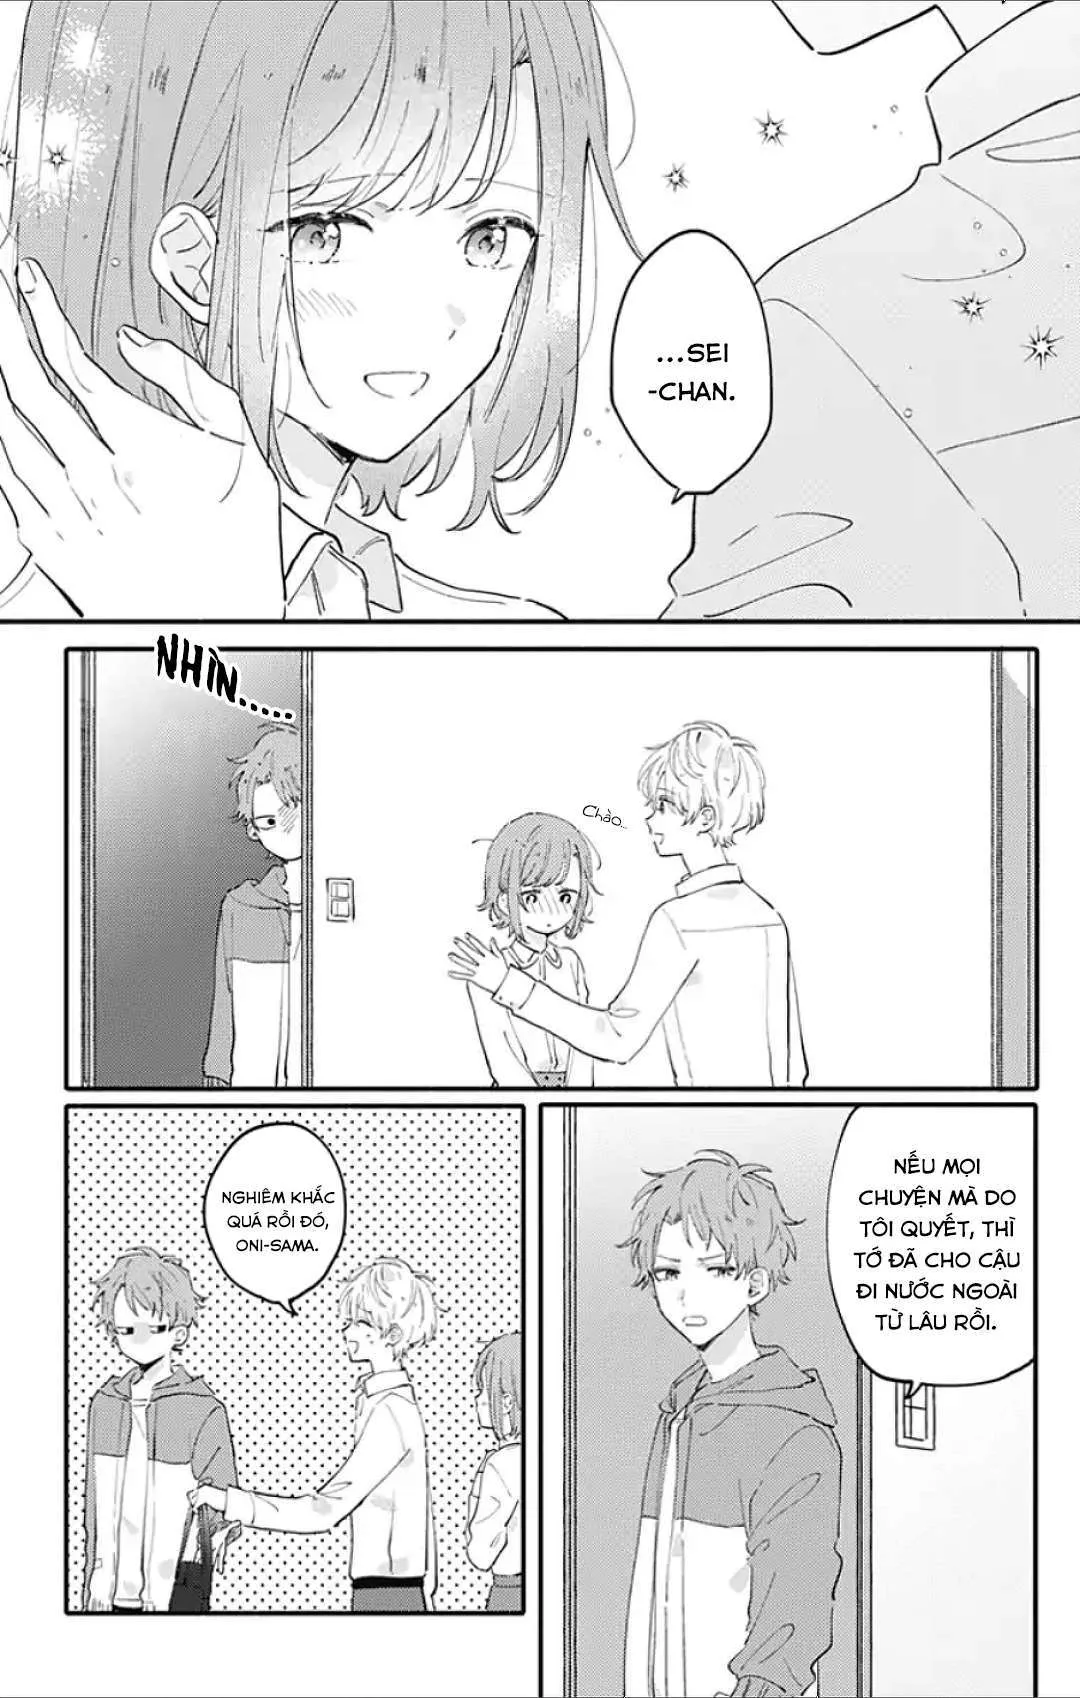 ...SEI
-CHAN.
NHÌN......
Chào...
NẾU MỌI
CHUYỆN MÀ DO
TÔI QUYẾT, THÌ
TỚ ĐÃ CHO CẬU
ĐI NƯỚC NGOÀI
TỪ LÂU RỒI.
NGHIÊM KHẮC
QUÁ RỒI ĐÓ,
ONI-SAMA.